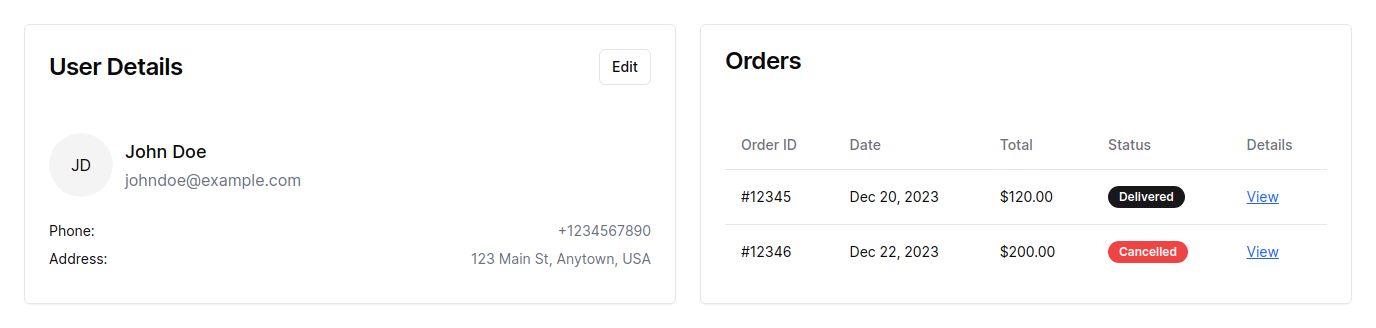 User Details
Edit
JD
John Doe
johndoe@example.com
Phone: +1234567890
Address: 123 Main St, Anytown, USA
Orders
Order ID Date Total Status Details
#12345 Dec 20, 2023 $120.00 Delivered View
#12346 Dec 22, 2023 $200.00 Cancelled View